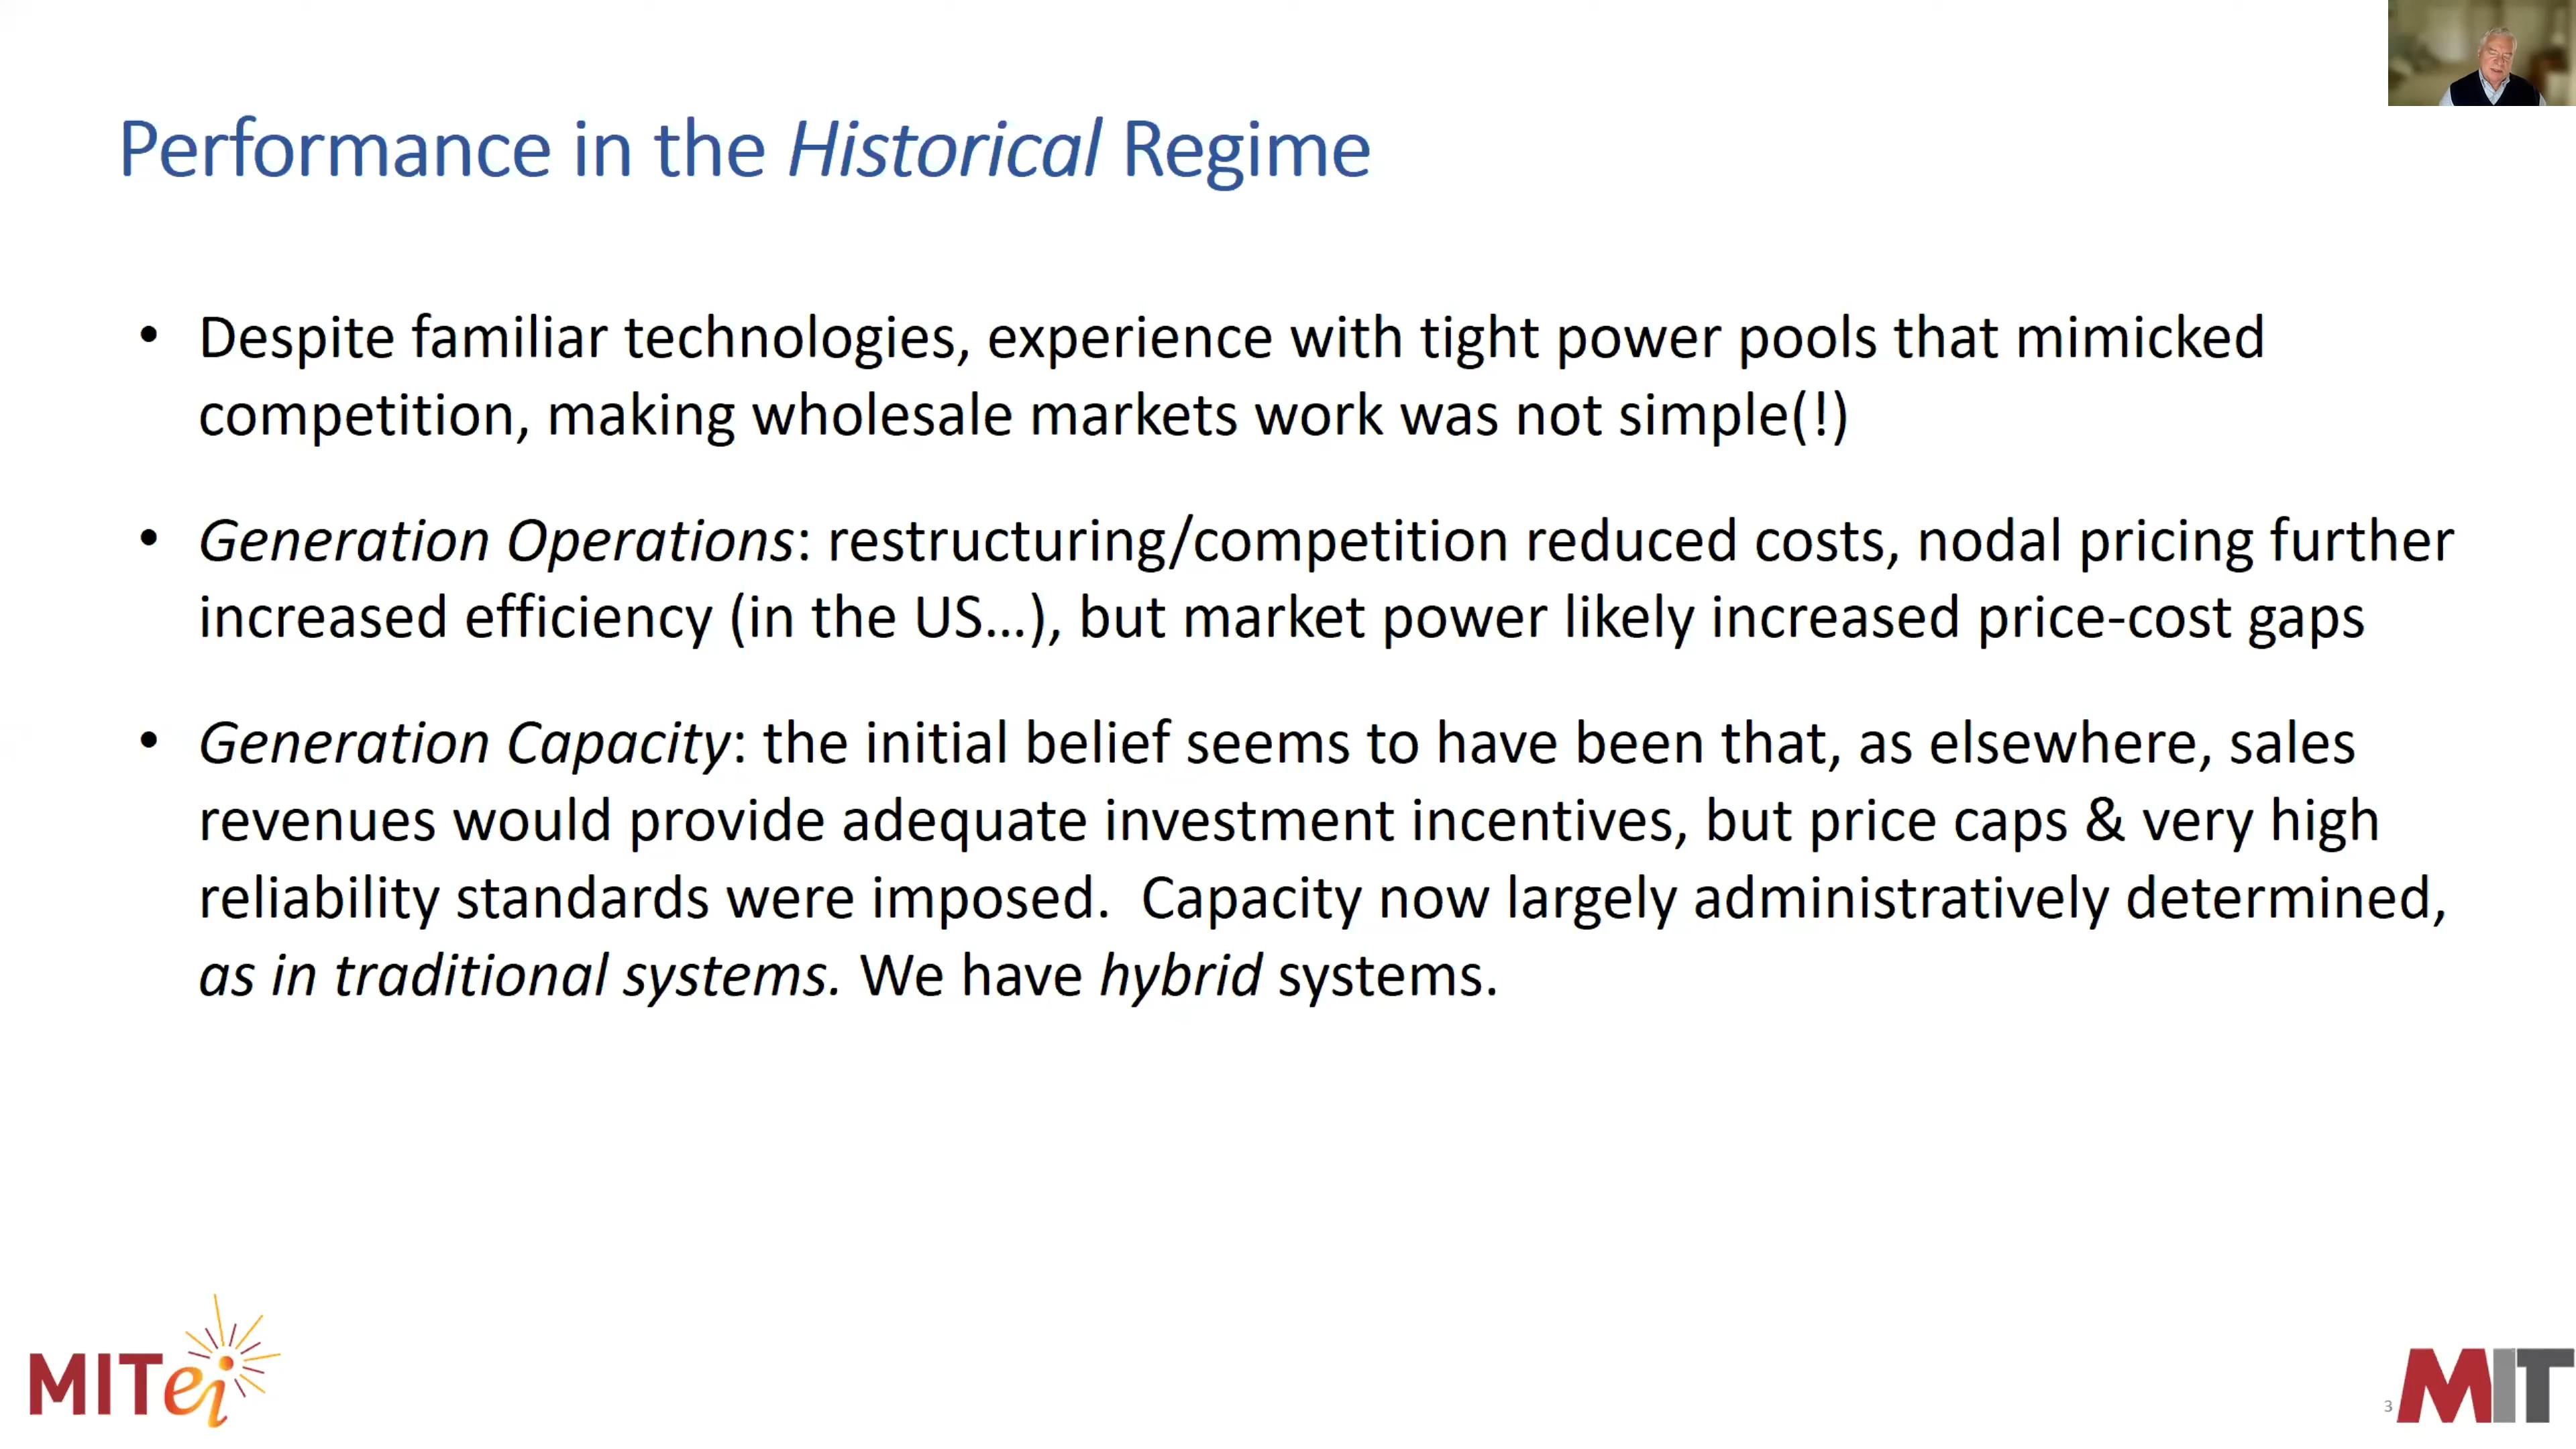 Performance in the Historical Regime
• Despite familiar technologies, experience with tight power pools that mimicked
competition, making wholesale markets work was not simple(!)
• Generation Operations: restructuring/competition reduced costs, nodal pricing further
increased efficiency (in the US...), but market power likely increased price-cost gaps
• Generation Capacity: the initial belief seems to have been that, as elsewhere, sales
revenues would provide adequate investment incentives, but price caps & very high
reliability standards were imposed.  Capacity now largely administratively determined,
as in traditional systems. We have hybrid systems.
MITei
3
MIT